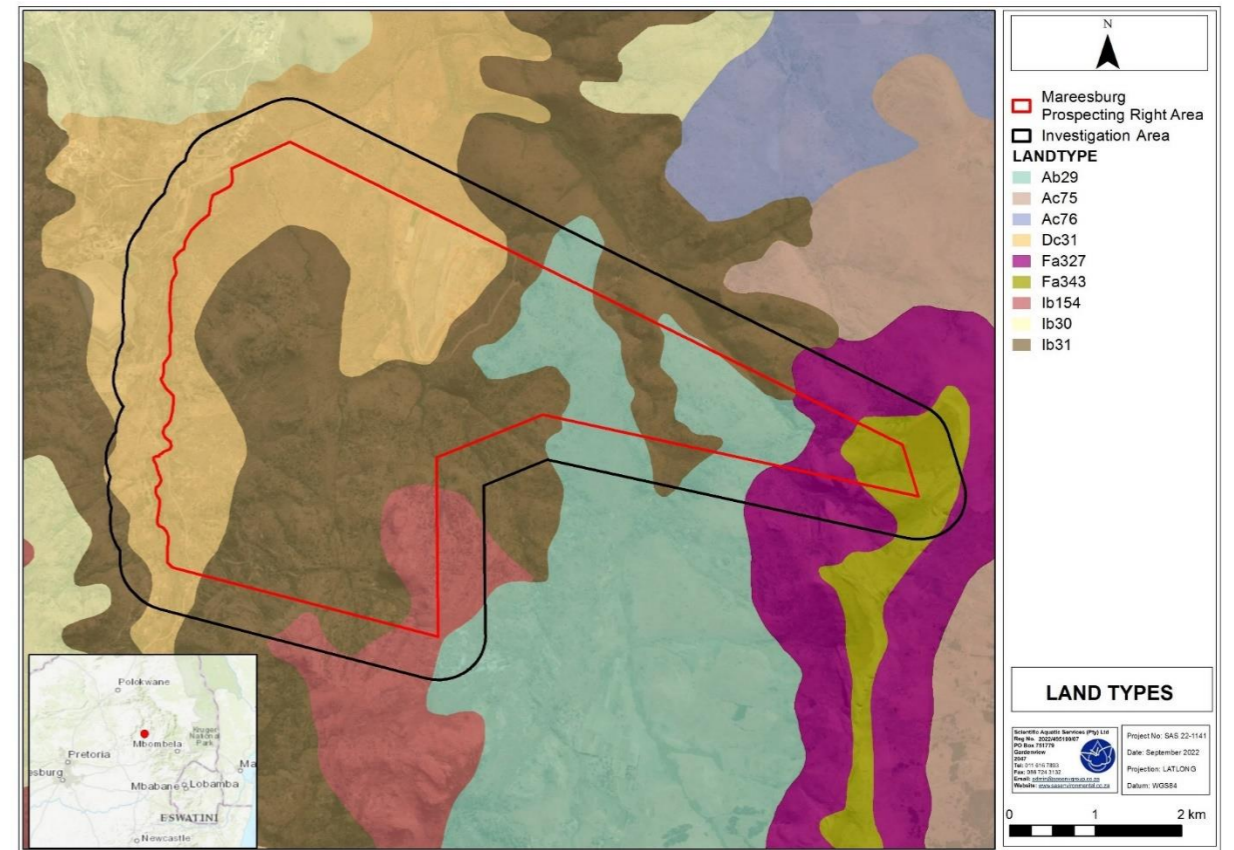 N
Mareesburg
Prospecting Right Area
Investigation Area
LANDTYPE
Ab29
Ac75
Ac76
Dc31
Fa327
Fa343
Ib154
Ib30
Ib31
Polokwane
Kruger
National
Park
Mbombela
Pretoria
esburg
Ma
Mbabane
Lobamba
ESWATINI
Newcastle
LAND TYPES
Scientific Aquatic Services (Pty) Ltd
PO Box 751779
Gardenview
2047
Project No: SAS 22-1141
Date: September 2022
Projection: LATLONG
Datum: WGS84
0 1 2 km